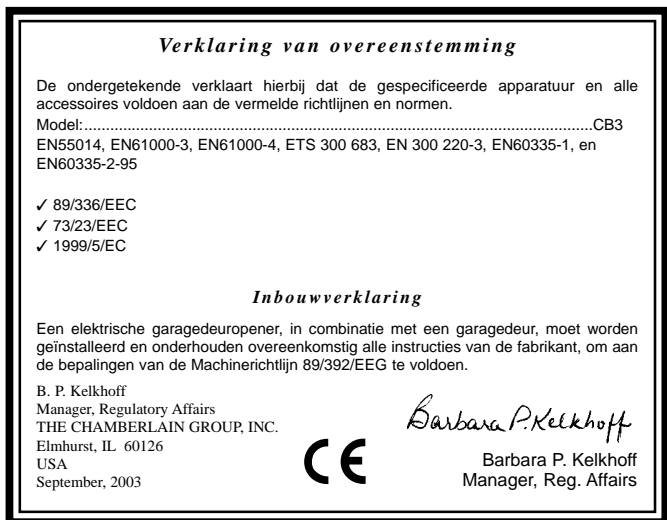 Verklaring van overeenstemming
De ondergetekende verklaart hierbij dat de gespecificeerde apparatuur en alle
accessoires voldoen aan de vermelde richtlijnen en normen.
Model:......................................................................................................................CB3
EN55014, EN61000-3, EN61000-4, ETS 300 683, EN 300 220-3, EN60335-1, en
EN60335-2-95
✓ 89/336/EEC
✓ 73/23/EEC
✓ 1999/5/EC
Inbouwverklaring
Een elektrische garagedeuropener, in combinatie met een garagedeur, moet worden
geïnstalleerd en onderhouden overeenkomstig alle instructies van de fabrikant, om aan
de bepalingen van de Machinerichtlijn 89/392/EEG te voldoen.
B. P. Kelkhoff
Manager, Regulatory Affairs
THE CHAMBERLAIN GROUP, INC.
Elmhurst, IL 60126
USA
September, 2003
CE
Barbara P. Kelkhoff
Barbara P. Kelkhoff
Manager, Reg. Affairs